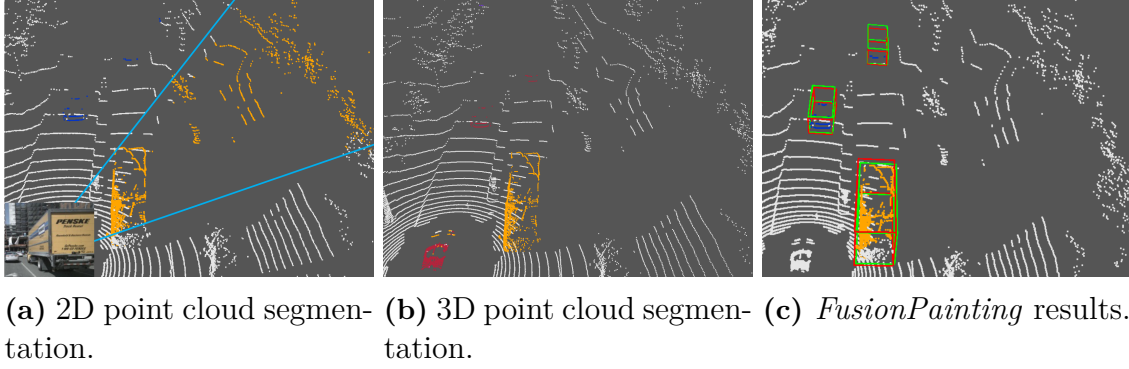 PENSKE
(a) 2D point cloud segmen-
tation.
(b) 3D point cloud segmen-
tation.
(c) FusionPainting results.